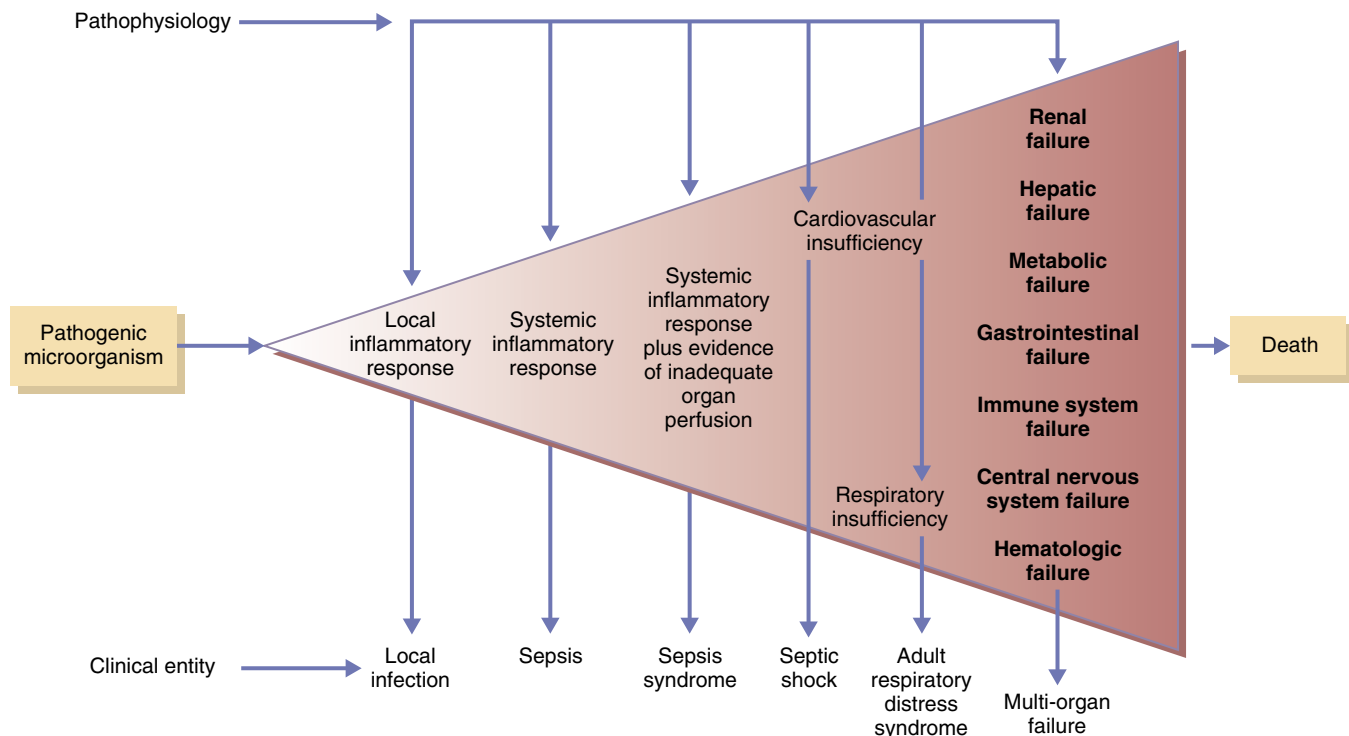 Pathophysiology
Renal
failure
Hepatic
failure
Cardiovascular
insufficiency
Metabolic
failure
Systemic
inflammatory
response
plus evidence
of inadequate
organ
perfusion
Pathogenic
microorganism
Local
inflammatory
response
Systemic
inflammatory
response
Gastrointestinal
failure
Death
Immune system
failure
Central nervous
system failure
Respiratory
insufficiency
Hematologic
failure
Clinical entity
Local
infection
Sepsis
Sepsis
syndrome
Septic
shock
Adult
respiratory
distress
syndrome
Multi-organ
failure